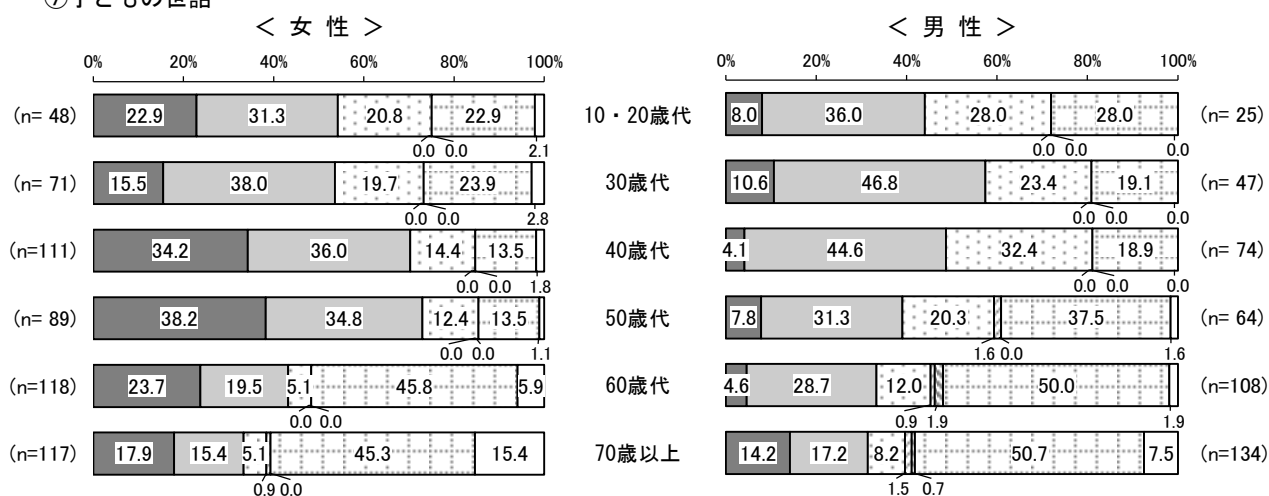 ⑦子どもの世話
＜ 女 性 ＞ ＜ 男 性 ＞
0% 20% 40% 60% 80% 100% 0% 20% 40% 60% 80% 100%
(n= 48) 22.9 31.3 20.8 22.9 10・20歳代 8.0 36.0 28.0 28.0 (n= 25)
0.0 0.0 2.1 0.0 0.0 0.0
(n= 71) 15.5 38.0 19.7 23.9 30歳代 10.6 46.8 23.4 19.1 (n= 47)
0.0 0.0 2.8 0.0 0.0 0.0
(n=111) 34.2 36.0 14.4 13.5 40歳代 4.1 44.6 32.4 18.9 (n= 74)
0.0 0.0 1.8 0.0 0.0 0.0
(n= 89) 38.2 34.8 12.4 13.5 50歳代 7.8 31.3 20.3 37.5 (n= 64)
0.0 0.0 1.1 1.6 0.0 1.6
(n=118) 23.7 19.5 5.1 45.8 5.9 60歳代 4.6 28.7 12.0 50.0 (n=108)
0.0 0.0 0.9 1.9 1.9
(n=117) 17.9 15.4 5.1 45.3 15.4 70歳以上 14.2 17.2 8.2 50.7 7.5 (n=134)
0.9 0.0 1.5 0.7